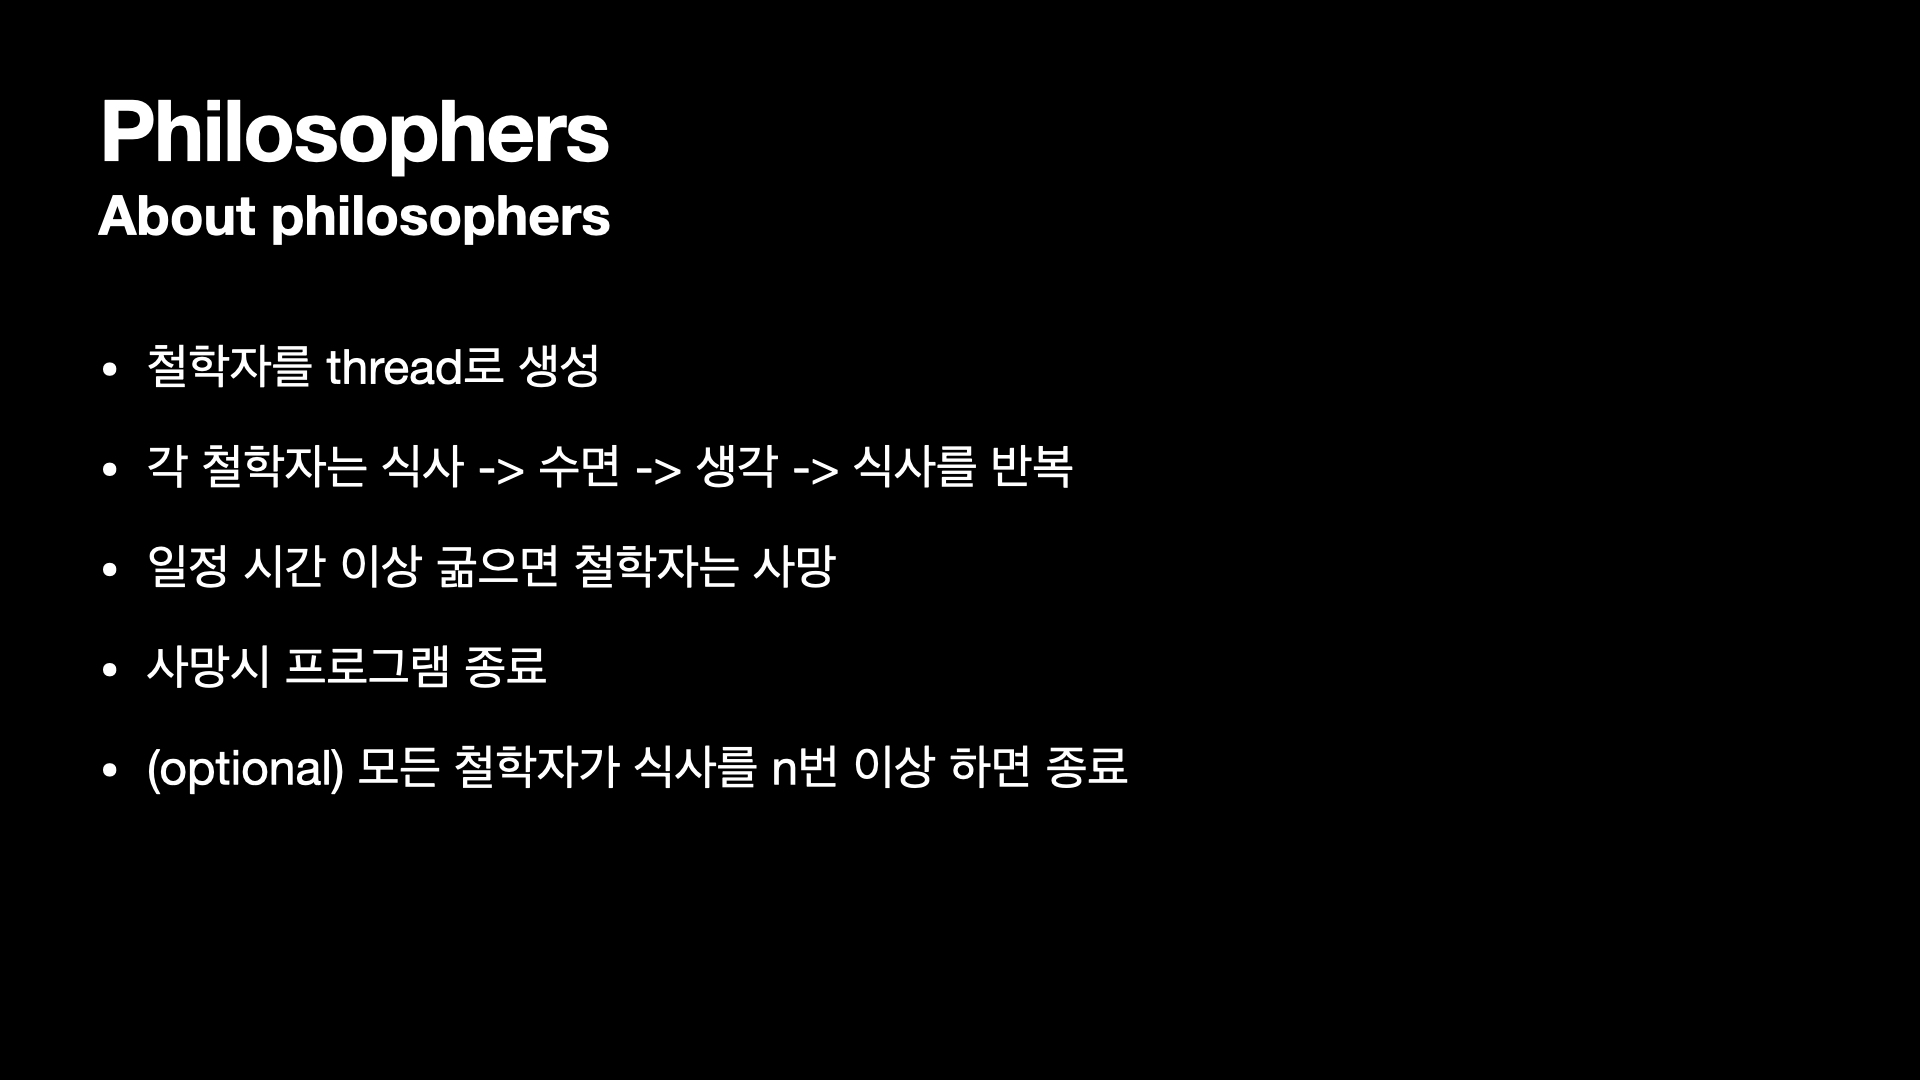 Philosophers
About philosophers
• 철학자를 thread로 생성
• 각 철학자는 식사 -> 수면 -> 생각 -> 식사를 반복
• 일정 시간 이상 굶으면 철학자는 사망
• 사망시 프로그램 종료
• (optional) 모든 철학자가 식사를 n번 이상 하면 종료